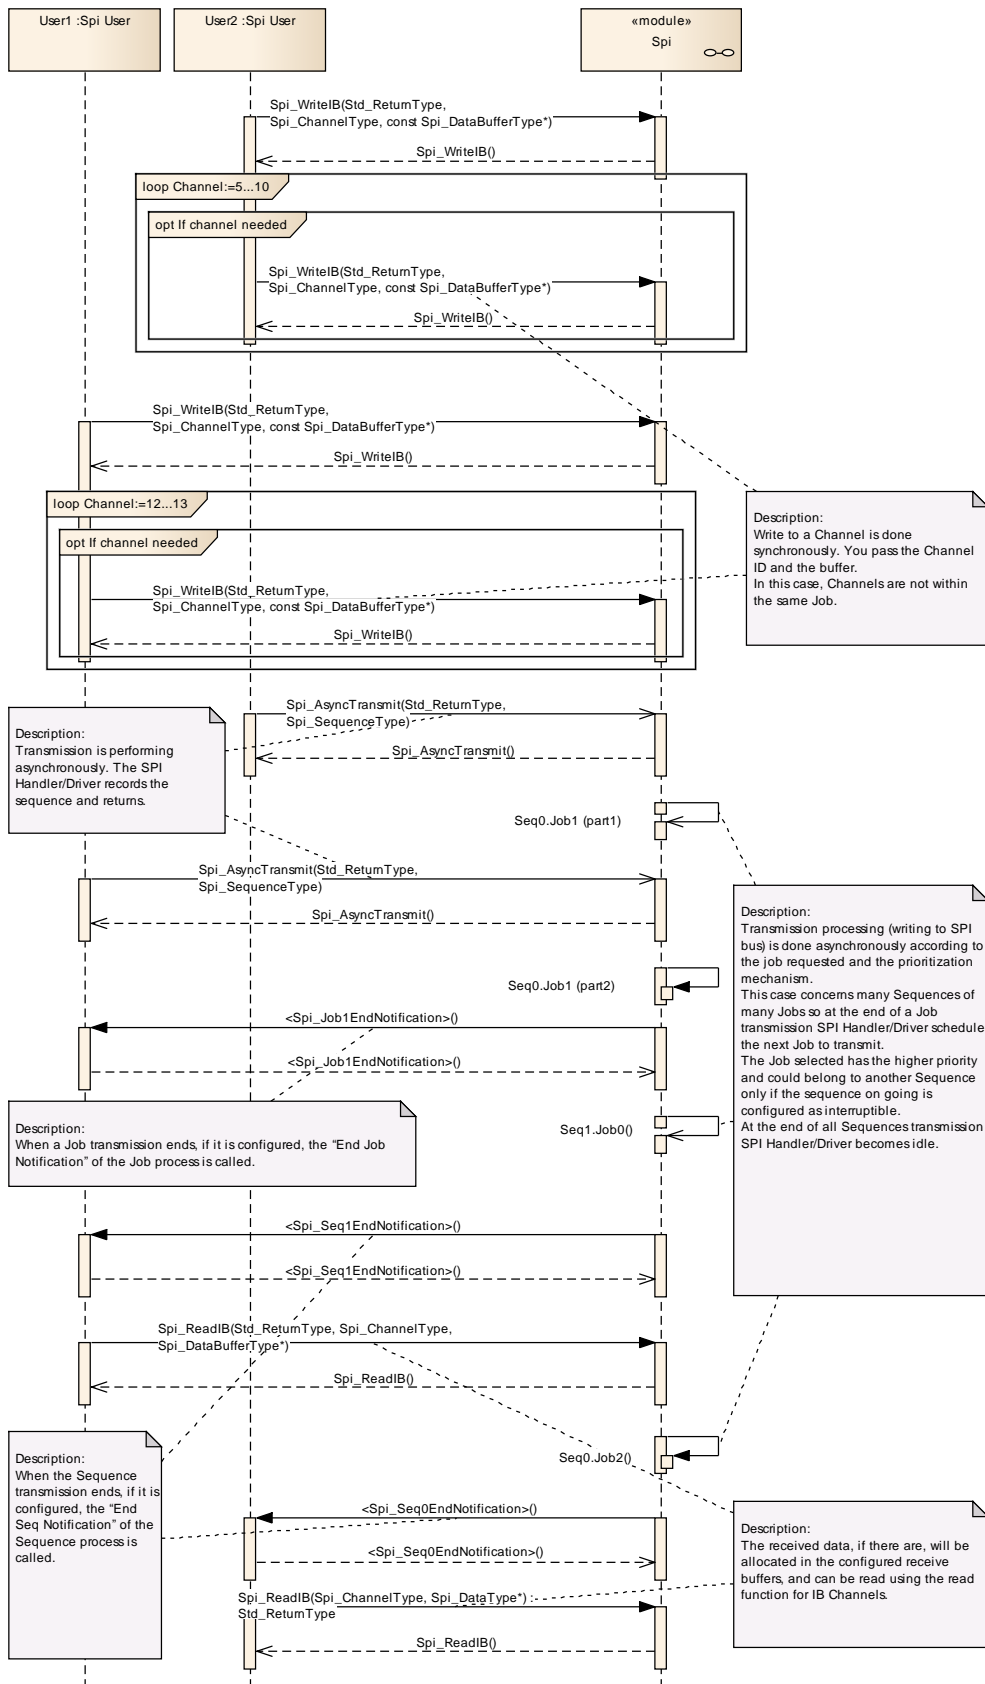 User1 :Spi User
User2 :Spi User
«module»
Spi
Spi_WriteIB(Std_ReturnType,
Spi_ChannelType, const Spi_DataBufferType*)
Spi_WriteIB()
loop Channel:=5...10
opt If channel needed
Spi_WriteIB(Std_ReturnType,
Spi_ChannelType, const Spi_DataBufferType*)
Spi_WriteIB()
Spi_WriteIB(Std_ReturnType,
Spi_ChannelType, const Spi_DataBufferType*)
Spi_WriteIB()
loop Channel:=12...13
opt If channel needed
Spi_WriteIB(Std_ReturnType,
Spi_ChannelType, const Spi_DataBufferType*)
Spi_WriteIB()
Description:
Write to a Channel is done
synchronously. You pass the Channel
ID and the buffer.
In this case, Channels are not within
the same Job.
Spi_AsyncTransmit(Std_ReturnType,
Spi_SequenceType)
Spi_AsyncTransmit()
Description:
Transmission is performing
asynchronously. The SPI
Handler/Driver records the
sequence and returns.
Seq0.Job1 (part1)
Spi_AsyncTransmit(Std_ReturnType,
Spi_SequenceType)
Spi_AsyncTransmit()
Description:
Transmission processing (writing to SPI
bus) is done asynchronously according to
the job requested and the prioritization
mechanism.
This case concerns many Sequences of
many Jobs so at the end of a Job
transmission SPI Handler/Driver schedule
the next Job to transmit.
The Job selected has the higher priority
and could belong to another Sequence
only if the sequence on going is
configured as interruptible.
At the end of all Sequences transmission
SPI Handler/Driver becomes idle.
Seq0.Job1 (part2)
<Spi_Job1EndNotification>()
<Spi_Job1EndNotification>()
Description:
When a Job transmission ends, if it is configured, the “End Job
Notification” of the Job process is called.
Seq1.Job0()
<Spi_Seq1EndNotification>()
<Spi_Seq1EndNotification>()
Spi_ReadIB(Std_ReturnType, Spi_ChannelType,
Spi_DataBufferType*)
Spi_ReadIB()
Description:
When the Sequence
transmission ends, if it is
configured, the “End
Seq Notification” of the
Sequence process is
called.
Seq0.Job2()
<Spi_Seq0EndNotification>()
<Spi_Seq0EndNotification>()
Description:
The received data, if there are, will be
allocated in the configured receive
buffers, and can be read using the read
function for IB Channels.
Spi_ReadIB(Spi_ChannelType, Spi_DataType*) :
Std_ReturnType
Spi_ReadIB()